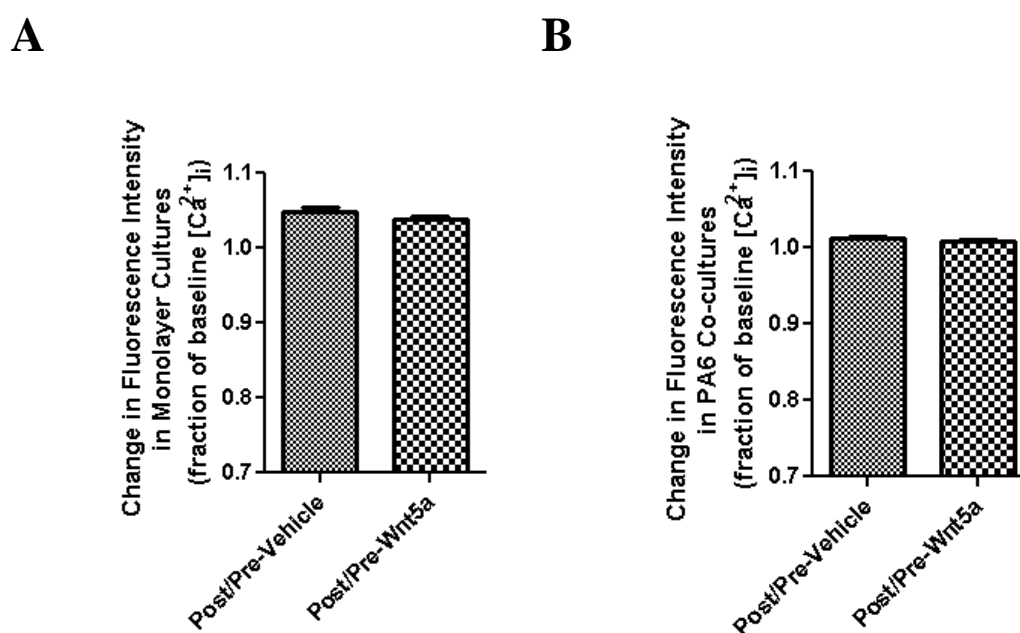 A
B
Change in Fluorescence Intensity
in Monolayer Cultures
(fraction of baseline [Ca2+]i)
1.1
1.0
0.9
0.8
0.7
Post/Pre-Vehicle
Post/Pre-Wnt5a
Change in Fluorescence Intensity
in PA6 Co-cultures
(fraction of baseline [Ca2+]i)
1.1
1.0
0.9
0.8
0.7
Post/Pre-Vehicle
Post/Pre-Wnt5a